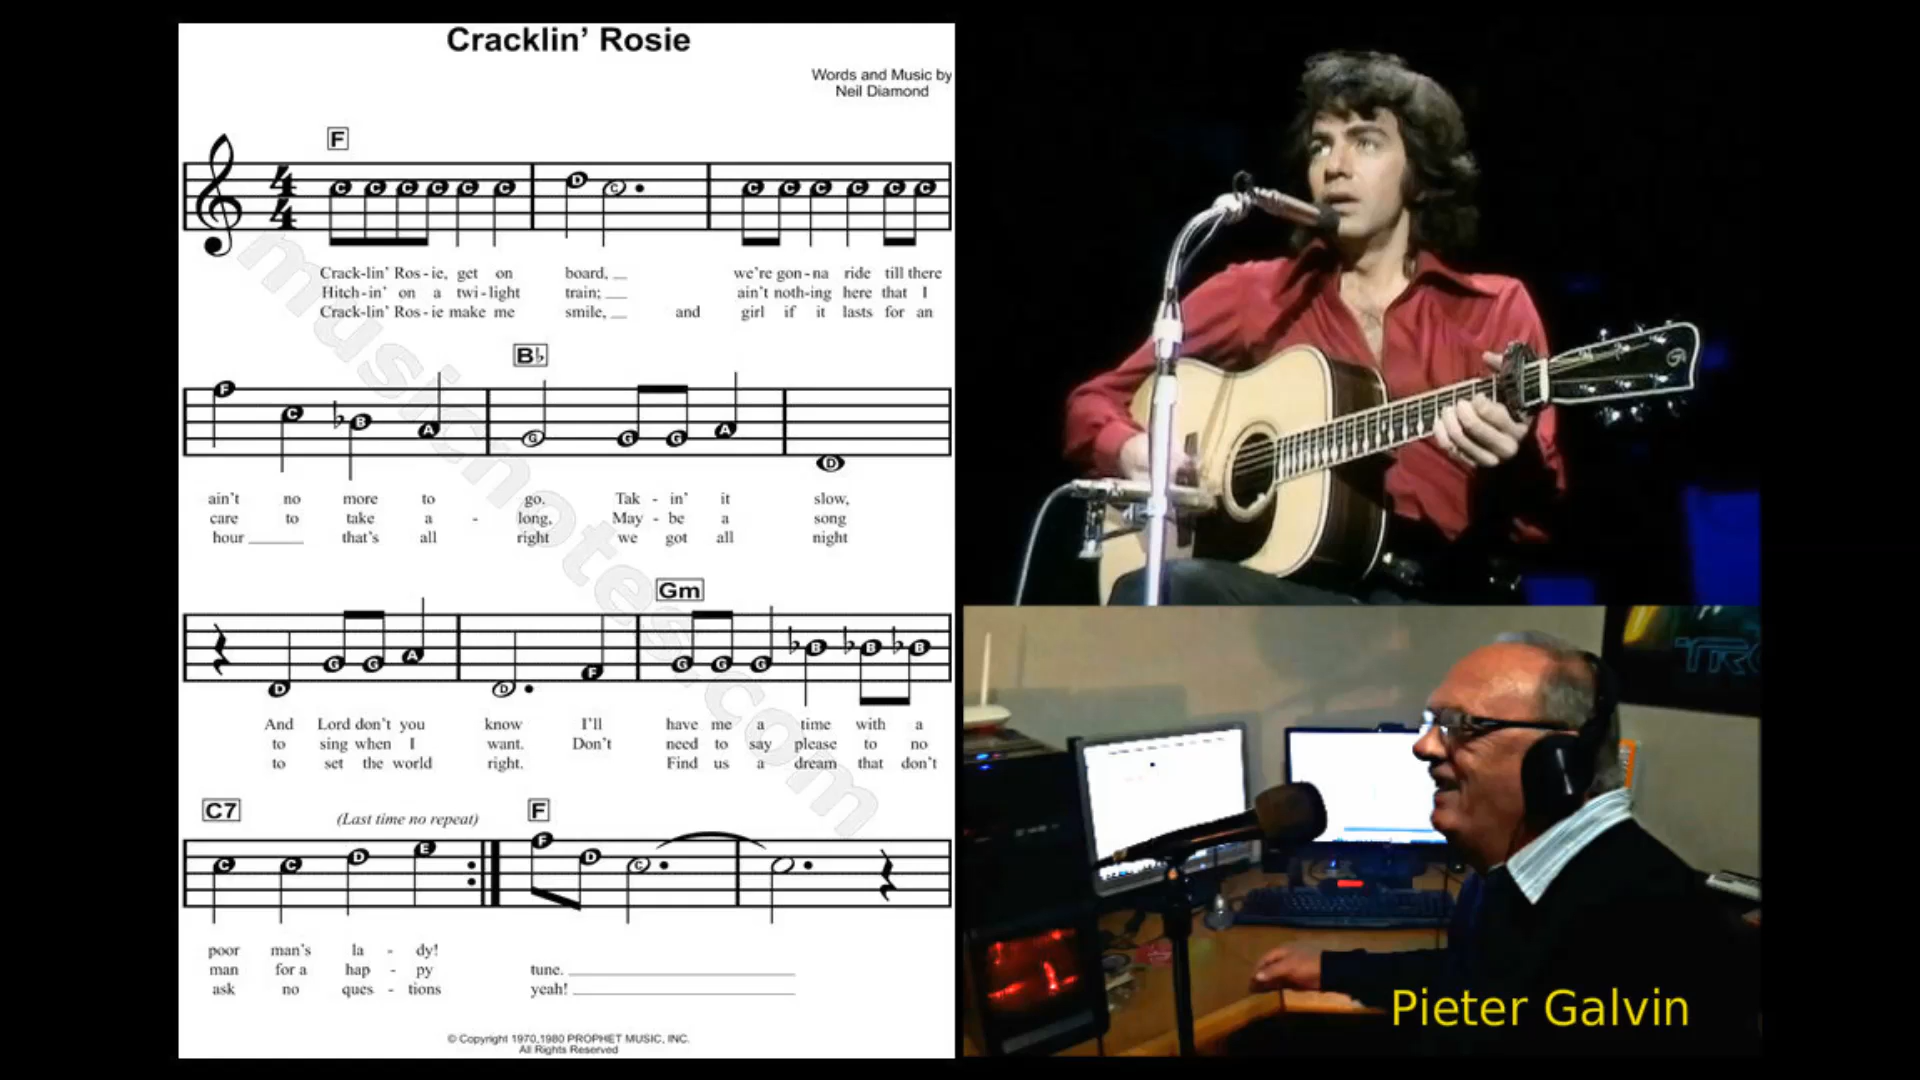 Cracklin’ Rosie
Words and Music by
Neil Diamond
F
4
4
C C C C C C D C C C C C C C
Crack-lin’ Ros-ie, get on board, we’re gon-na ride till there
Hitch-in’ on a twi-light train; ain’t noth-ing here that I
Crack-lin’ Ros-ie make me smile, and girl if it lasts for an
B♭
F C B A G G G A D
ain’t no more to go. Tak - in’ it slow,
care to take a - long, May - be a song
hour that’s all right we got all night
Gm
D G G A D F G G G B B B
And Lord don’t you know I’ll have me a time with a
to sing when I want. Don’t need to say please to no
to set the world right. Find us a dream that don’t
C7 (Last time no repeat) F
C C D E F D C
poor man’s la - dy!
man for a hap - py tune.
ask no ques - tions yeah!
© Copyright 1970,1980 PROPHET MUSIC, INC.
All Rights Reserved
musicnotes.com
G
TRO
Pieter Galvin